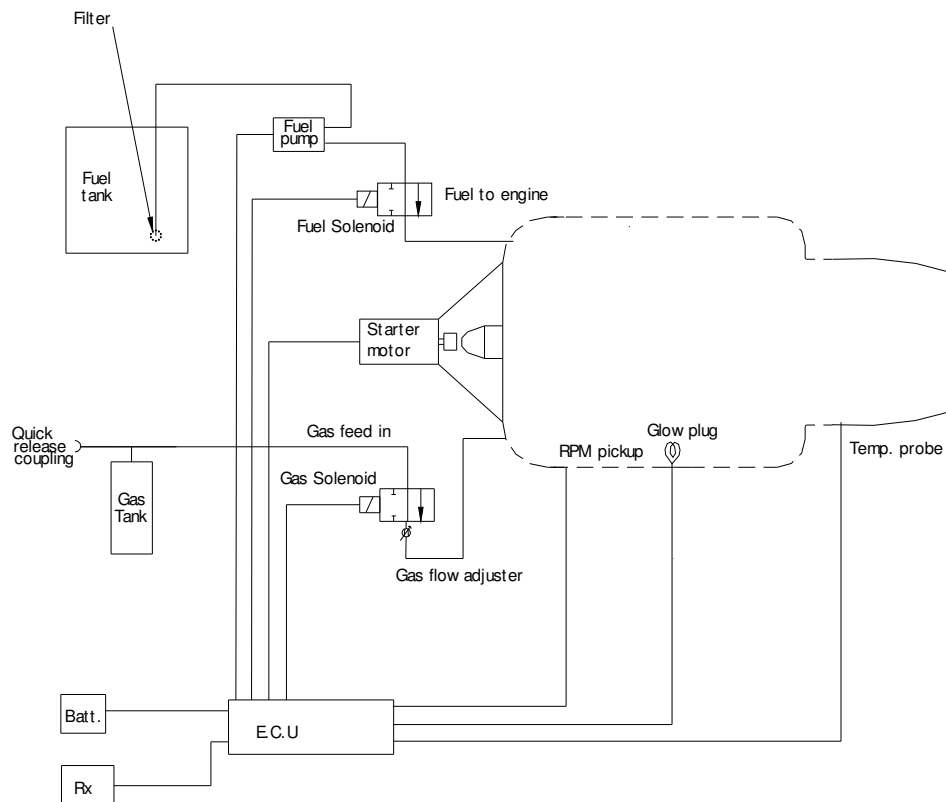 Filter
Fuel
pump
Fuel
tank
Fuel to engine
Fuel Solenoid
Starter
motor
Quick
release
coupling
Gas feed in
Glow plug
RPM pickup
Temp. probe
Gas Solenoid
Gas
Tank
Gas flow adjuster
Batt.
E.C.U
Rx